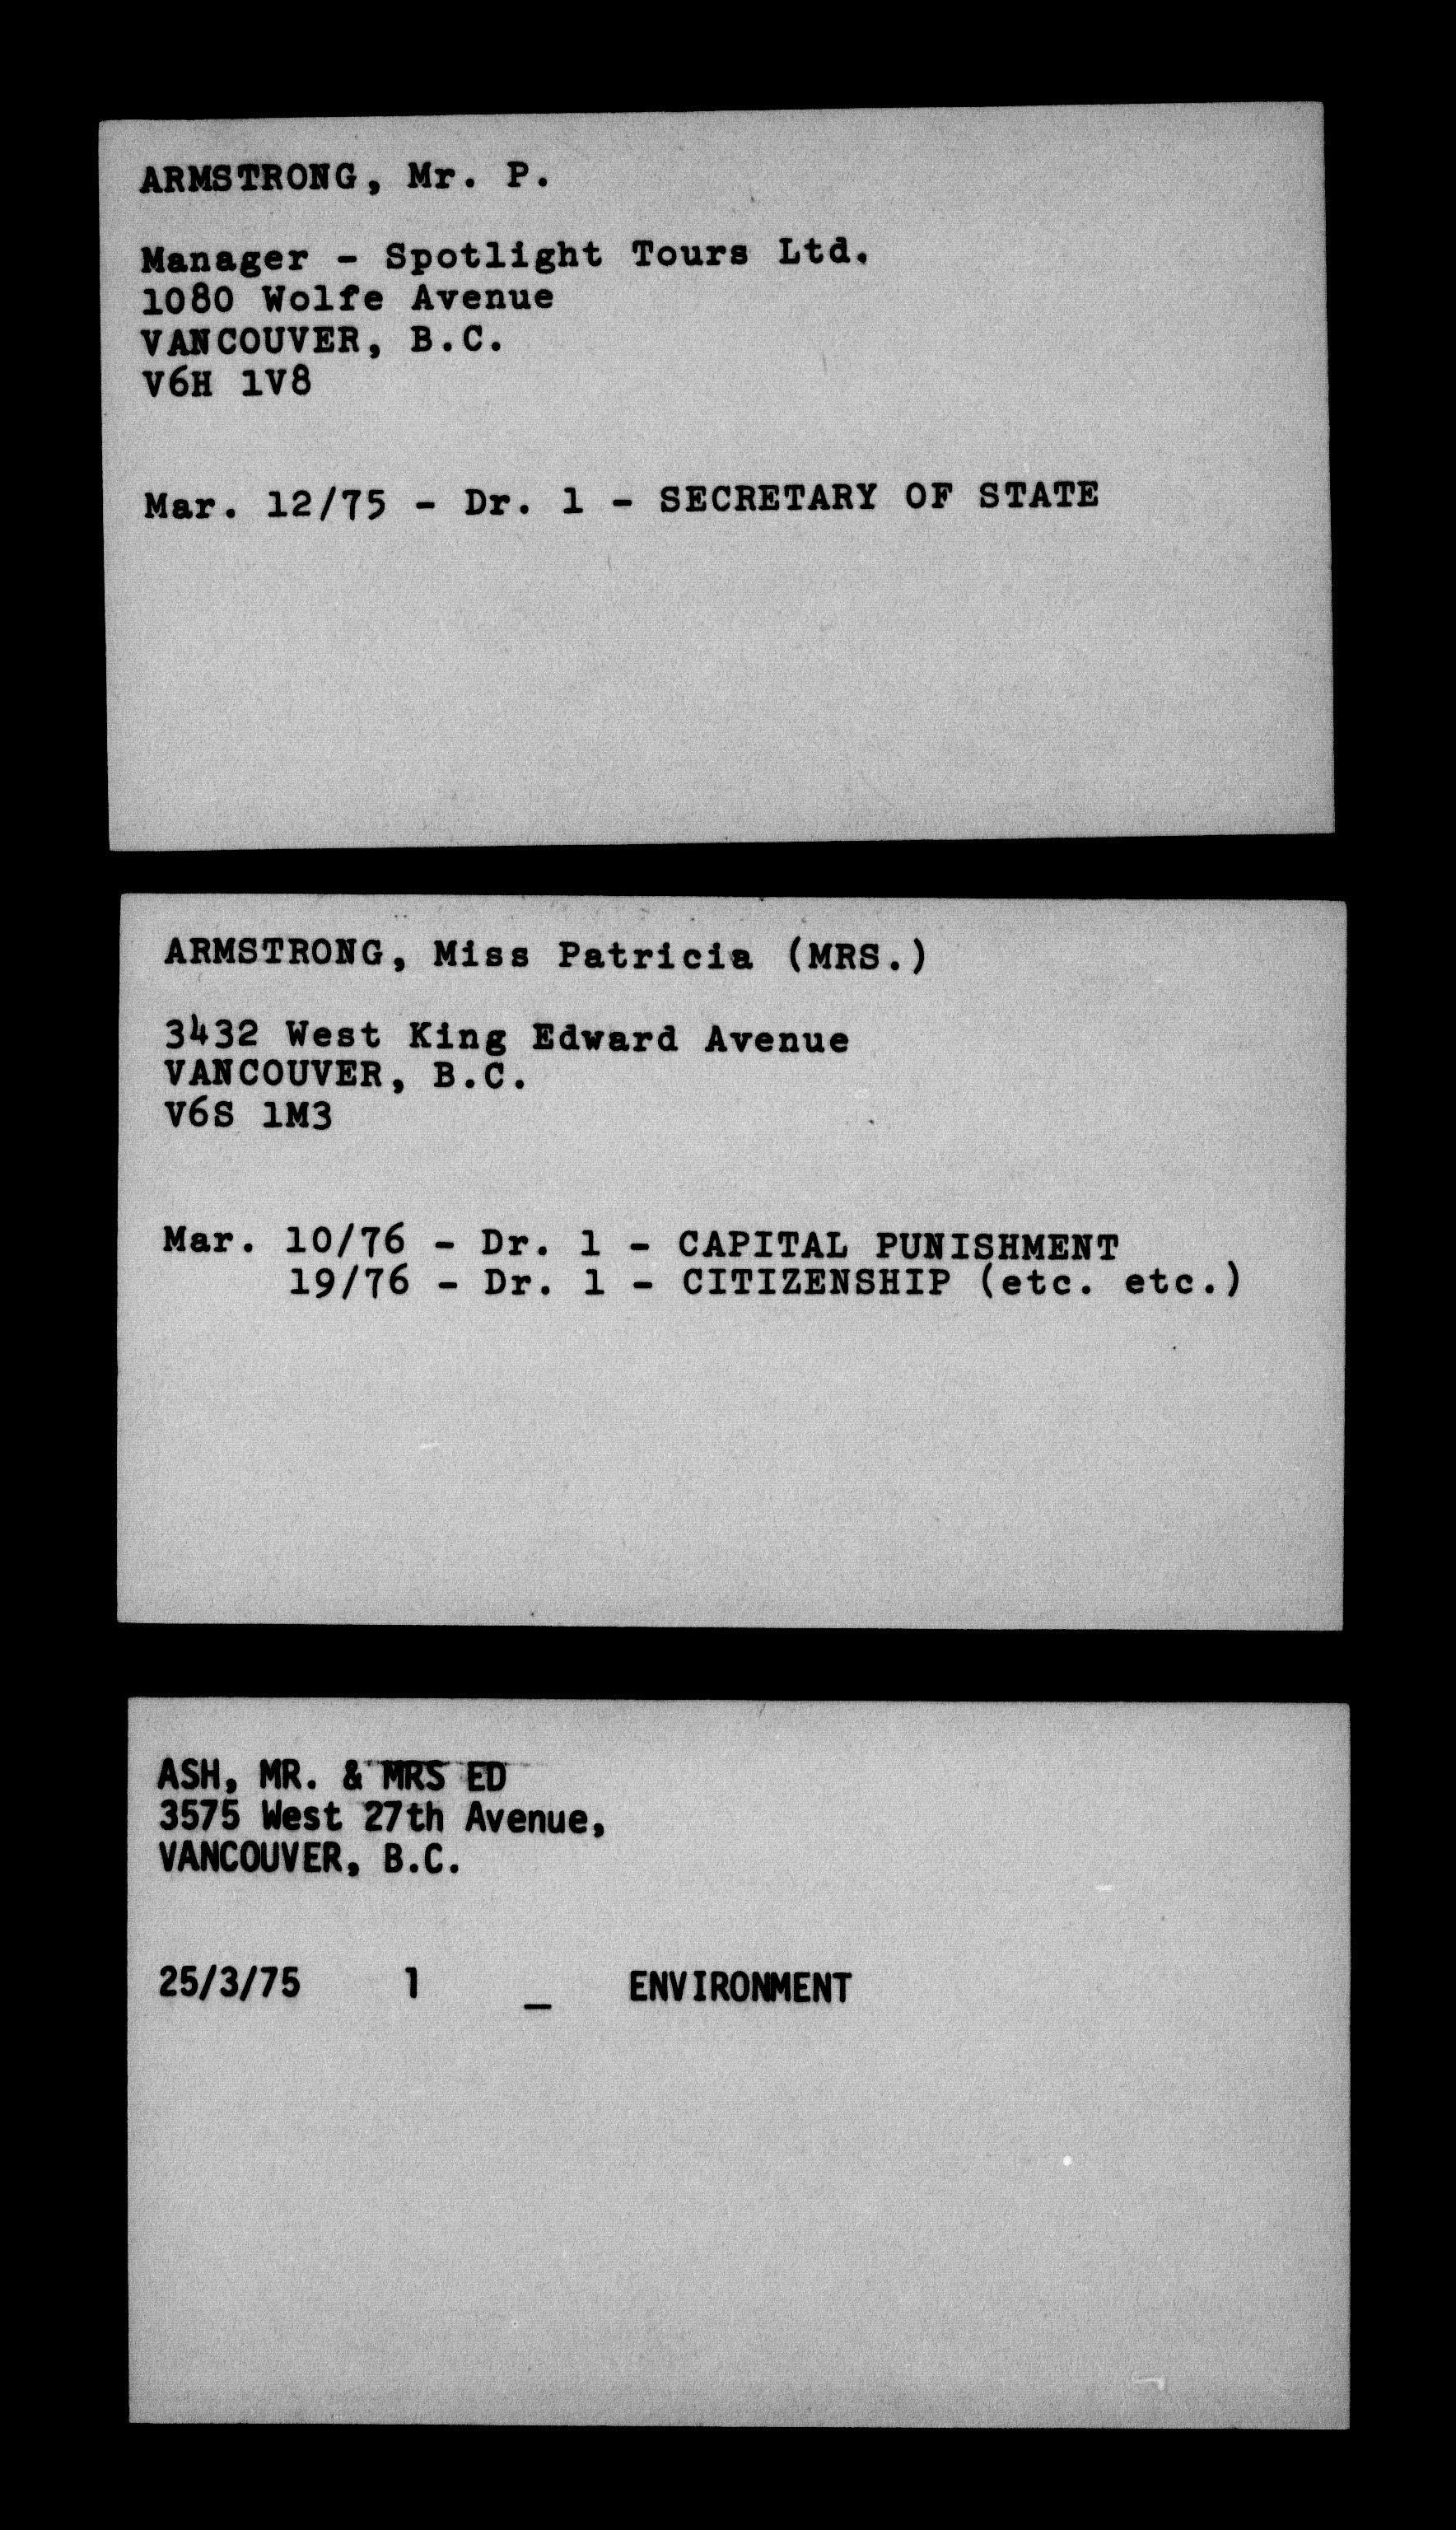 ARMSTRONG, Mr. P.
Manager - Spotlight Tours Ltd.
1080 Wolfe Avenue
VANCOUVER, B.C.
V6H 1V8
Mar. 12/75 - Dr. 1 - SECRETARY OF STATE
ARMSTRONG, Miss Patricia (MRS.)
3432 West King Edward Avenue
VANCOUVER, B.C.
V6S 1M3
Mar. 10/76 - Dr. 1 - CAPITAL PUNISHMENT
19/76 - Dr. 1 - CITIZENSHIP (etc. etc.)
ASH, MR. & MRS ED
3575 West 27th Avenue,
VANCOUVER, B.C.
25/3/75 1 _ ENVIRONMENT